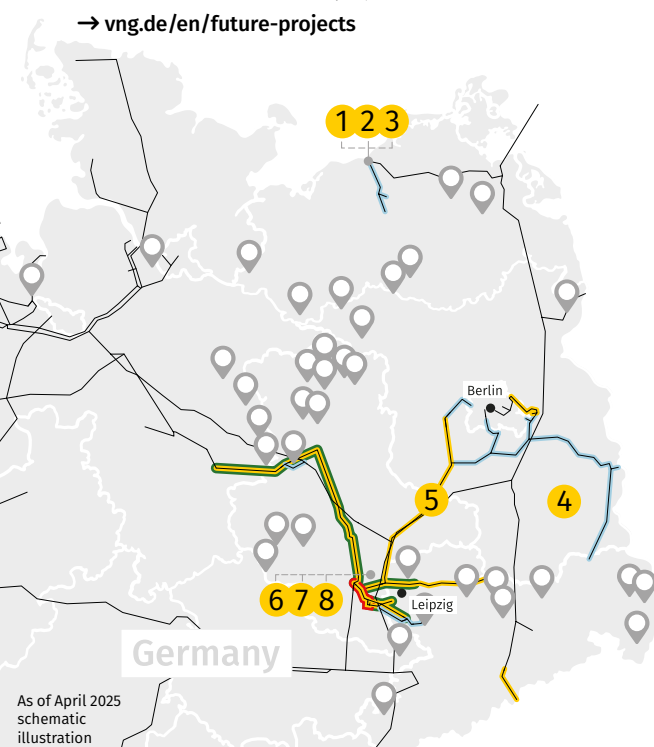 → vng.de/en/future-projects
1 2 3
Berlin
5
4
6 7 8
Leipzig
Germany
As of April 2025
schematic
illustration